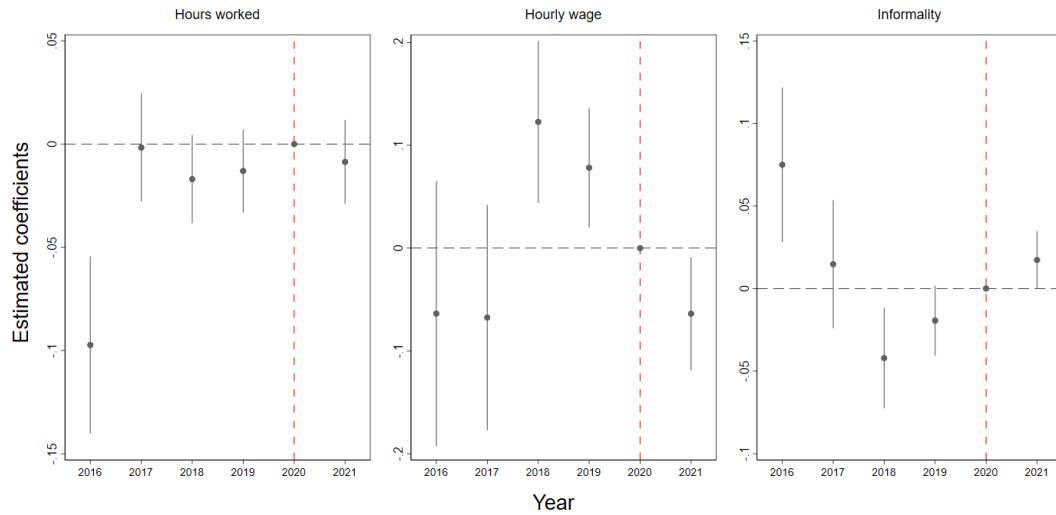 Hours worked
Hourly wage
Informality
Estimated coefficients
.05
0
-.05
-.1
-.15
.2
.1
0
-.1
-.2
.15
.1
.05
0
-.05
-.1
2016 2017 2018 2019 2020 2021
2016 2017 2018 2019 2020 2021
2016 2017 2018 2019 2020 2021
Year